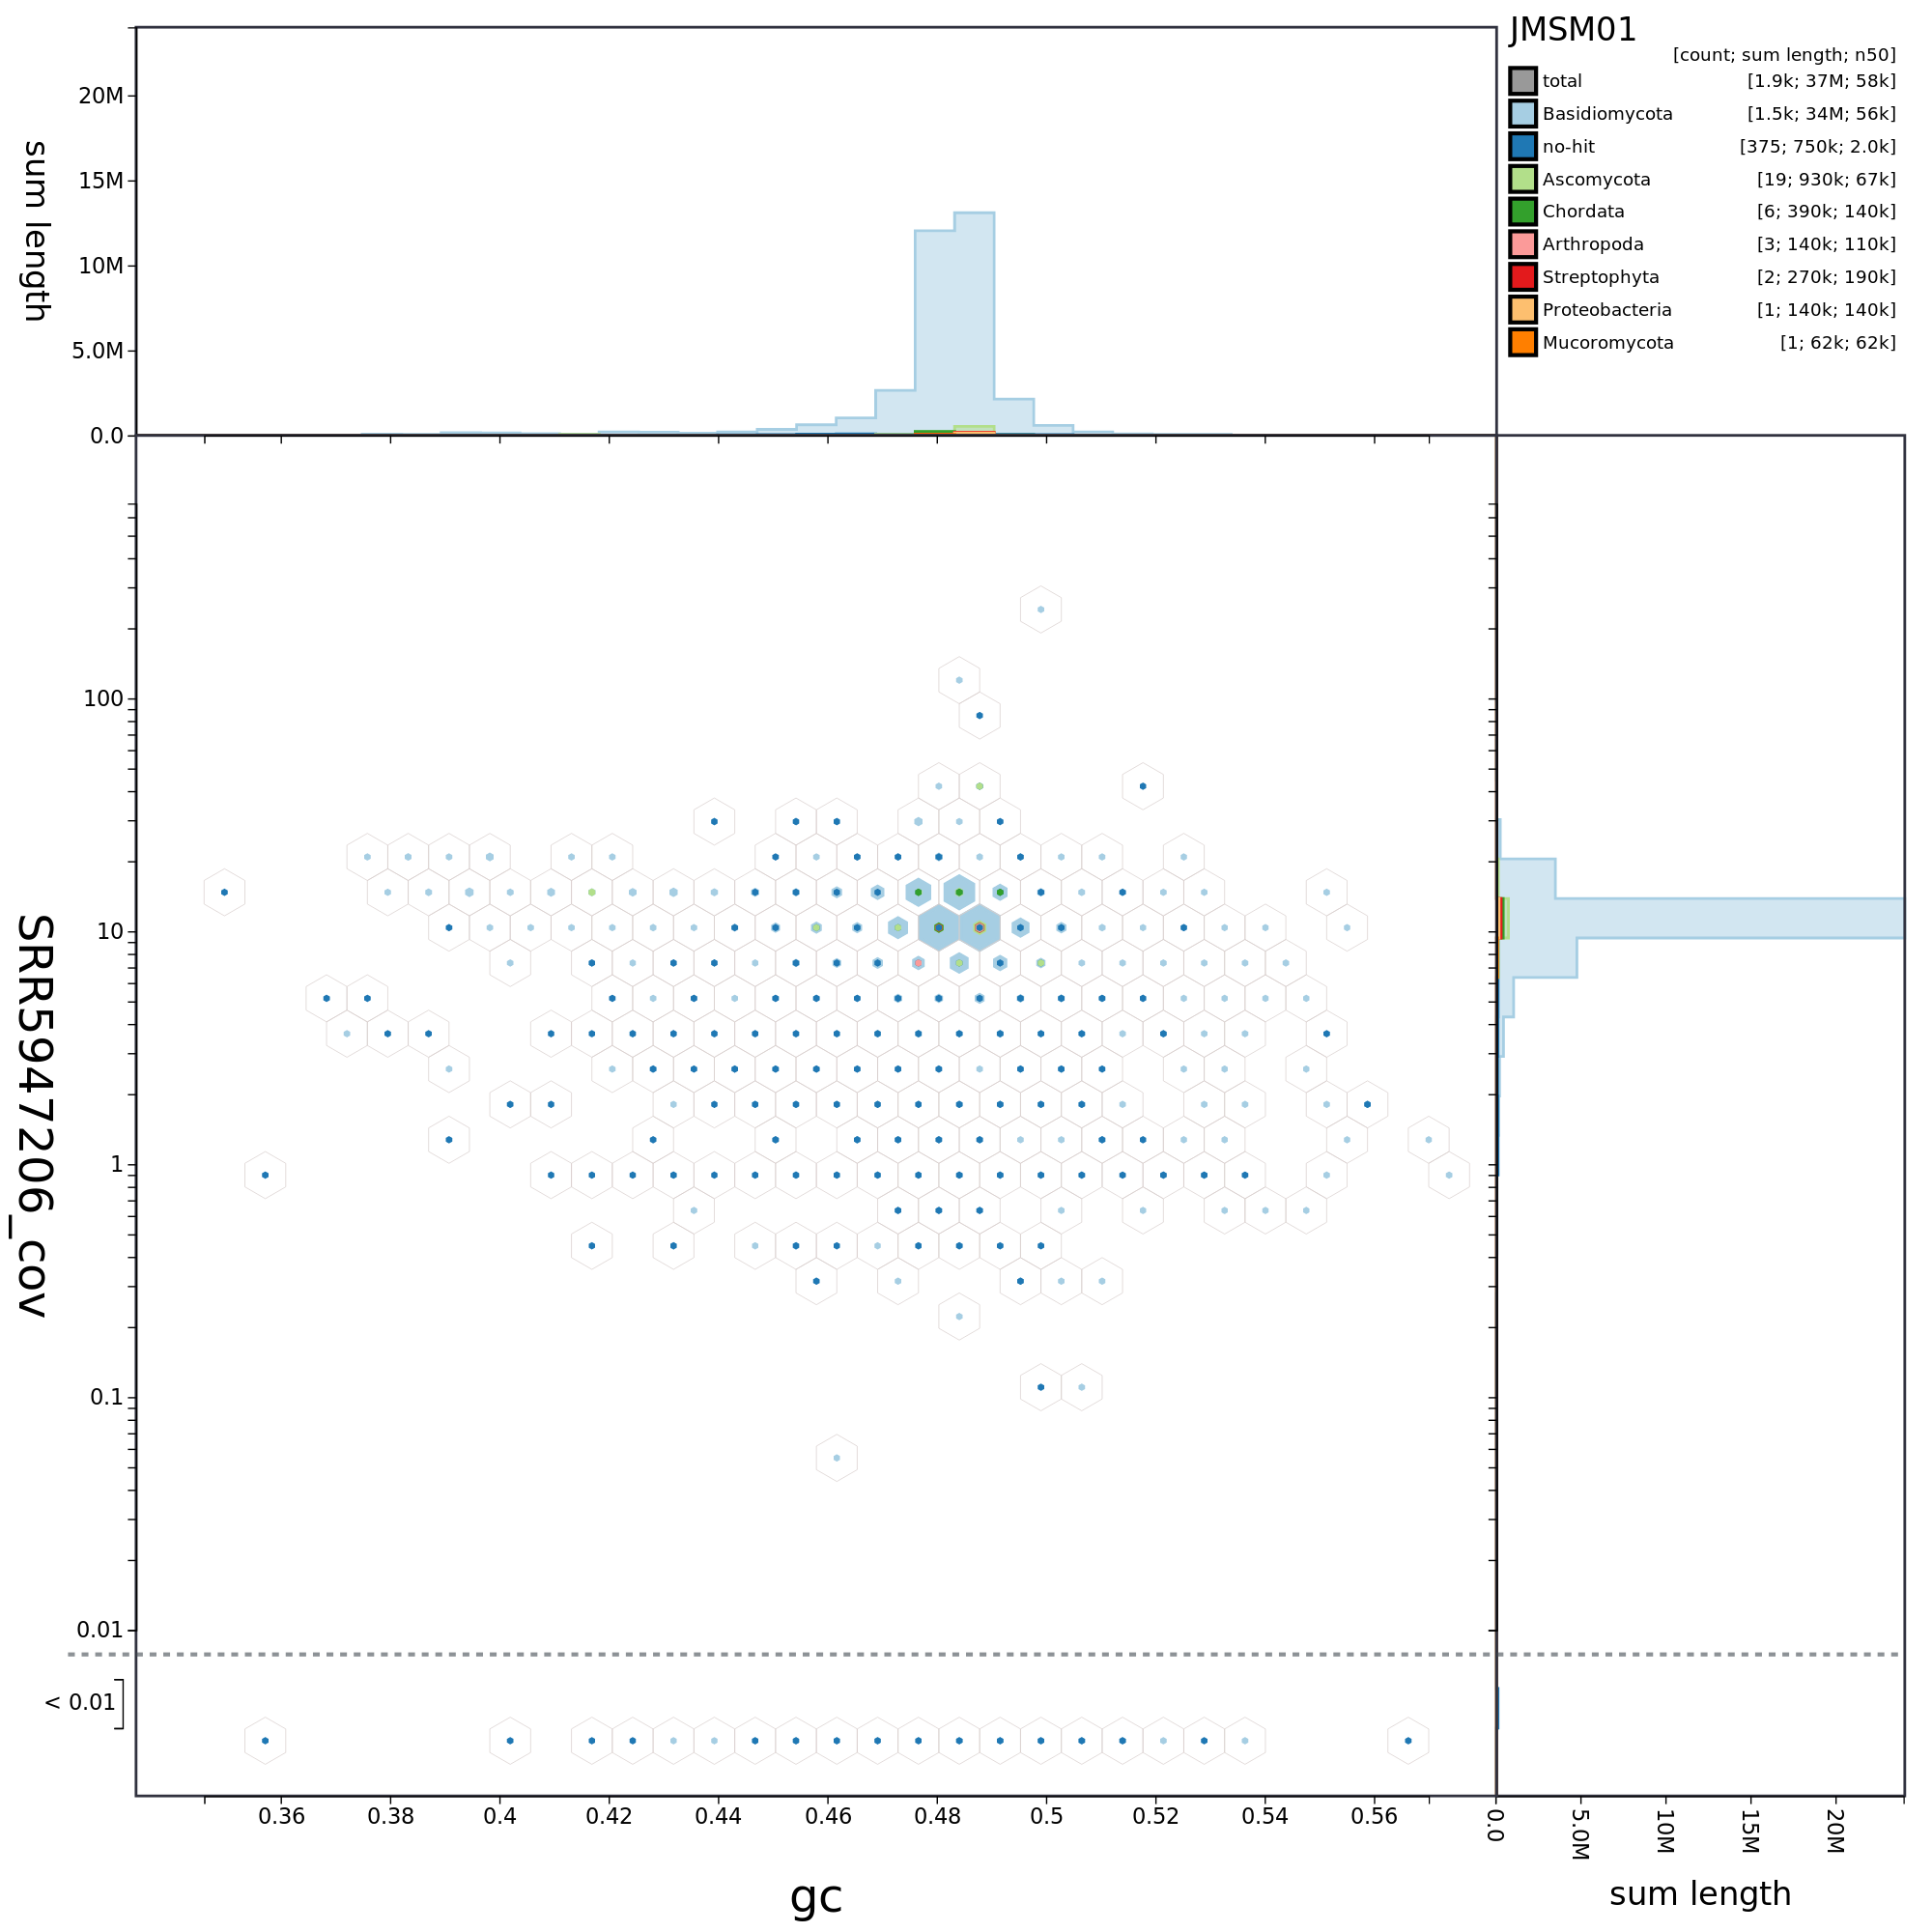 JMSM01
[count; sum length; n50]
total [1.9k; 37M; 58k]
Basidiomycota [1.5k; 34M; 56k]
no-hit [375; 750k; 2.0k]
Ascomycota [19; 930k; 67k]
Chordata [6; 390k; 140k]
Arthropoda [3; 140k; 110k]
Streptophyta [2; 270k; 190k]
Proteobacteria [1; 140k; 140k]
Mucoromycota [1; 62k; 62k]
sum length
20M
15M
10M
5.0M
0.0
SRR5947206_cov
100
10
1
0.1
0.01
< 0.01
0.36 0.38 0.4 0.42 0.44 0.46 0.48 0.5 0.52 0.54 0.56
gc
0.0 5.0M 10M 15M 20M
sum length